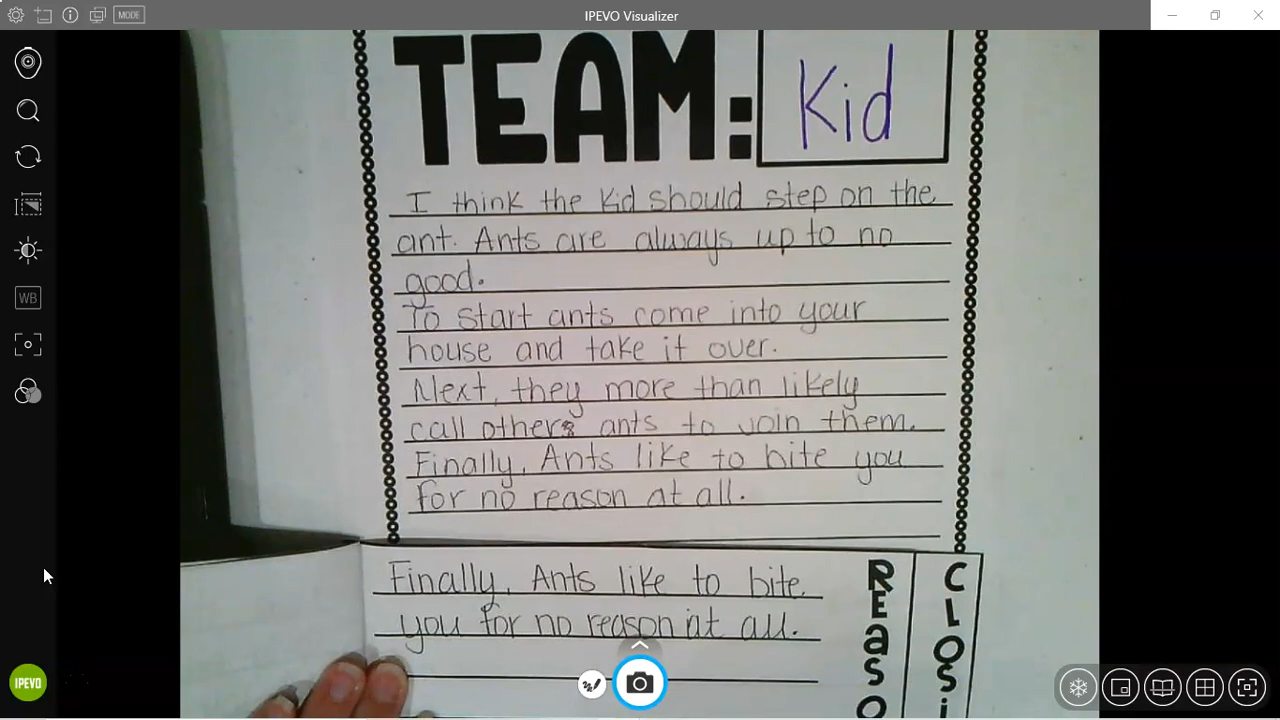 MODE
IPEVO Visualizer
WB
TEAM: Kid
I think the Kid should step on the
ant. Ants are always up to no
good.
To start ants come into your
house and take it over.
Next, they more than likely
call others ants to join them.
Finally, Ants like to bite you
for no reason at all.
Finally, Ants like to bite
you for no reason at all.
REaSO
CLOSi
IPEVO